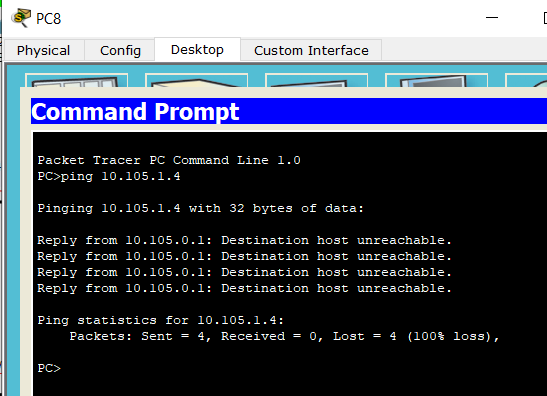 PC8
Physical Config Desktop Custom Interface
Command Prompt
Packet Tracer PC Command Line 1.0
PC>ping 10.105.1.4
Pinging 10.105.1.4 with 32 bytes of data:
Reply from 10.105.0.1: Destination host unreachable.
Reply from 10.105.0.1: Destination host unreachable.
Reply from 10.105.0.1: Destination host unreachable.
Reply from 10.105.0.1: Destination host unreachable.
Ping statistics for 10.105.1.4:
Packets: Sent = 4, Received = 0, Lost = 4 (100% loss),
PC>